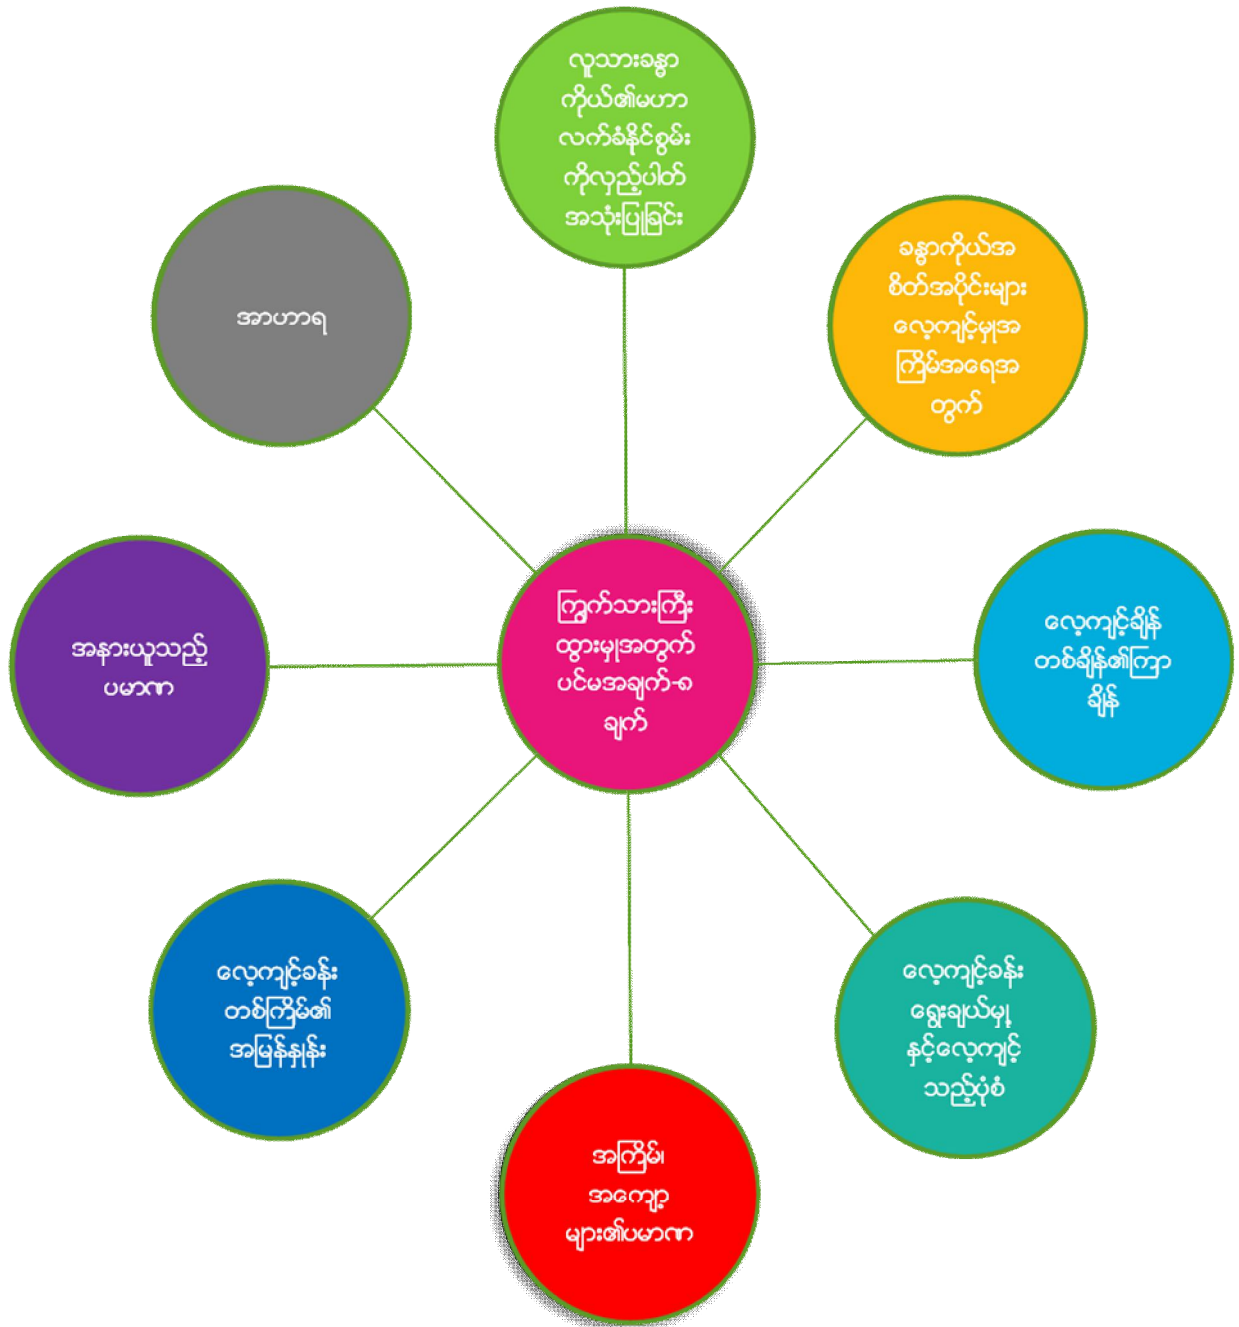 လူသားခန္ဓာ
ကိုယ်၏မဟာ
လက်ခံနိုင်စွမ်း
ကိုလှည့်ပါတ်
အသုံးပြုခြင်း
ခန္ဓာကိုယ်အ
စိတ်အပိုင်းများ
လေ့ကျင့်မှုအ
ကြိမ်အရေအ
တွက်
လေ့ကျင့်ချိန်
တစ်ချိန်၏ကြာ
ချိန်
လေ့ကျင့်ခန်း
ရွေးချယ်မှု့
နှင့်လေ့ကျင့်
သည့်ပုံစံ
အကြိမ်၊
အကျော့
များ၏ပမာဏ
လေ့ကျင့်ခန်း
တစ်ကြိမ်၏
အမြန်နှုန်း
အနားယူသည့်
ပမာဏ
အာဟာရ
ကြွက်သားကြီး
ထွားမှုအတွက်
ပင်မအချက်-၈
ချက်